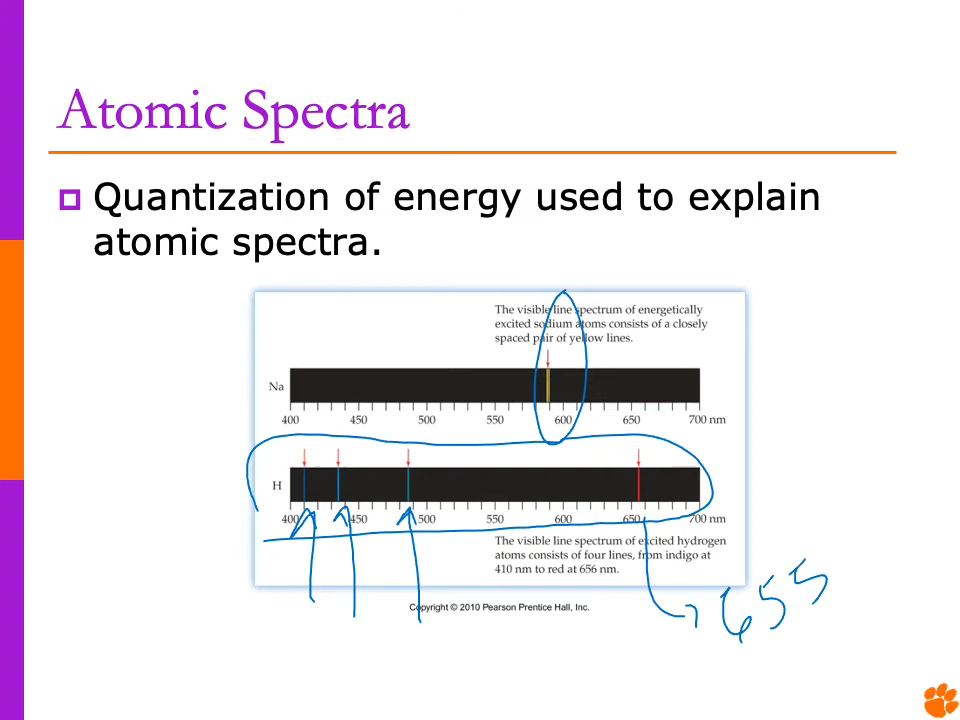 Atomic Spectra
Quantization of energy used to explain
atomic spectra.
The visible line spectrum of energetically
excited sodium atoms consists of a closely
spaced pair of yellow lines.
Na
400 450 500 550 600 650 700 nm
H
400 450 500 550 600 650 700 nm
The visible line spectrum of excited hydrogen
atoms consists of four lines, from indigo at
410 nm to red at 656 nm.
655
Copyright © 2010 Pearson Prentice Hall, Inc.